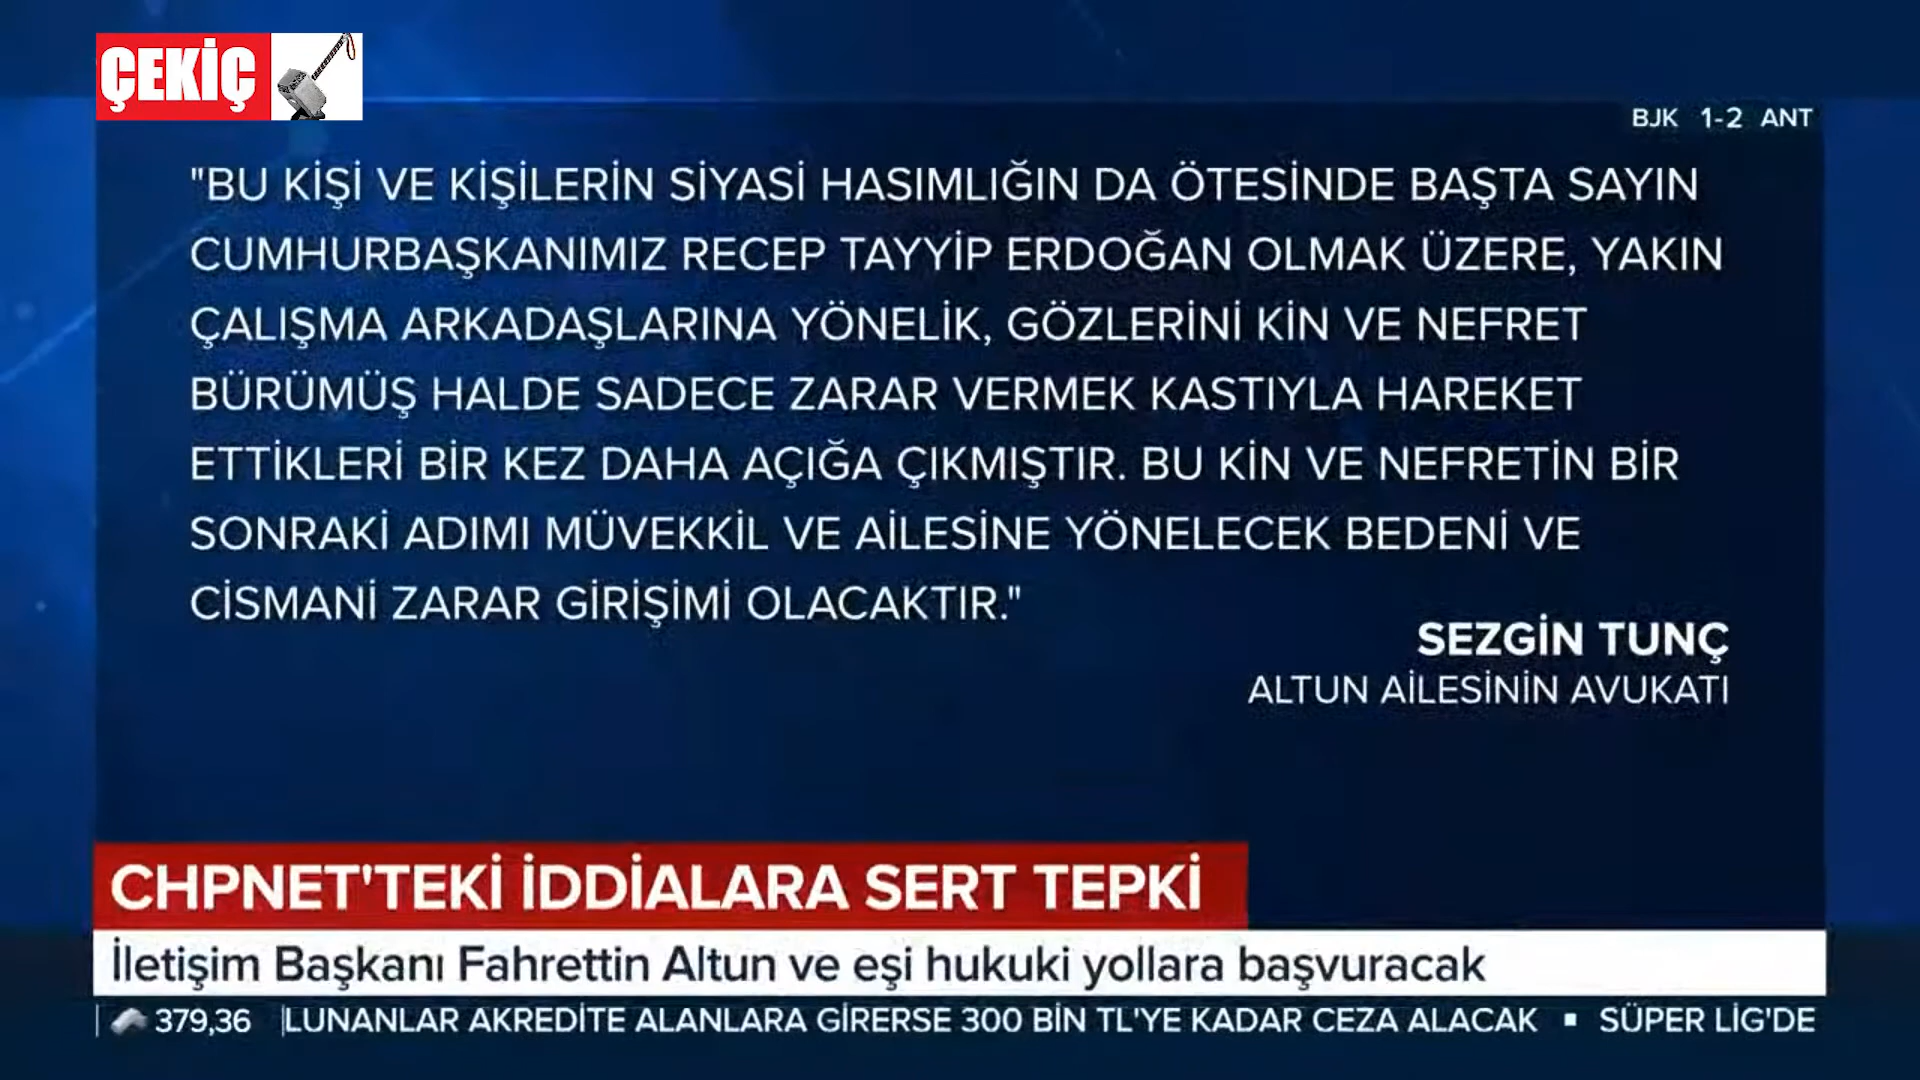 ÇEKİÇ
BJK 1-2 ANT
"BU KİŞİ VE KİŞİLERİN SİYASİ HASIMLIĞIN DA ÖTESİNDE BAŞTA SAYIN
CUMHURBAŞKANIMIZ RECEP TAYYİP ERDOĞAN OLMAK ÜZERE, YAKIN
ÇALIŞMA ARKADAŞLARINA YÖNELİK, GÖZLERİNİ KİN VE NEFRET
BÜRÜMÜŞ HALDE SADECE ZARAR VERMEK KASTIYLA HAREKET
ETTİKLERİ BİR KEZ DAHA AÇIĞA ÇIKMIŞTIR. BU KİN VE NEFRETİN BİR
SONRAKİ ADIMI MÜVEKKİL VE AİLESİNE YÖNELECEK BEDENİ VE
CİSMANİ ZARAR GİRİŞİMİ OLACAKTIR."
SEZGİN TUNÇ
ALTUN AİLESİNİN AVUKATI
CHPNET'TEKİ İDDİALARA SERT TEPKİ
İletişim Başkanı Fahrettin Altun ve eşi hukuki yollara başvuracak
379,36 LUNANLAR AKREDİTE ALANLARA GİRERSE 300 BİN TL'YE KADAR CEZA ALACAK ▪ SÜPER LİG'DE